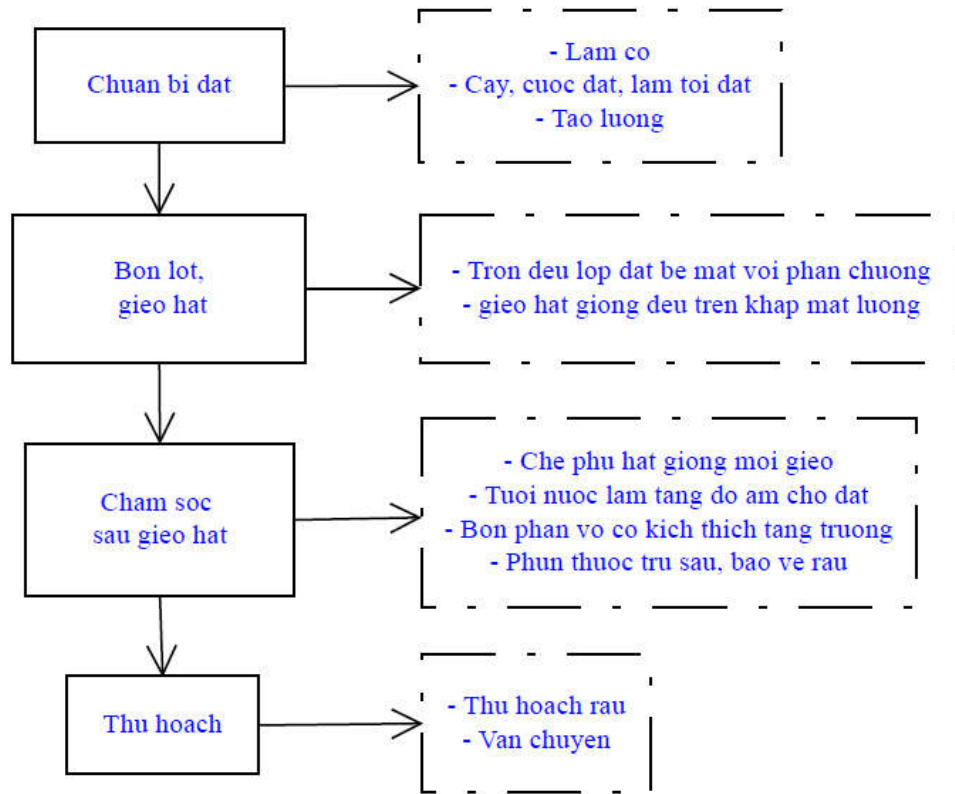 Chuan bi dat
- Lam co
- Cay, cuoc dat, lam toi dat
- Tao luong
Bon lot,
gieo hat
- Tron deu lop dat be mat voi phan chuong
- gieo hat giong deu tren khap mat luong
Cham soc
sau gieo hat
- Che phu hat giong moi gieo
- Tuoi nuoc lam tang do am cho dat
- Bon phan vo co kich thich tang truong
- Phun thuoc tru sau, bao ve rau
Thu hoach
- Thu hoach rau
- Van chuyen